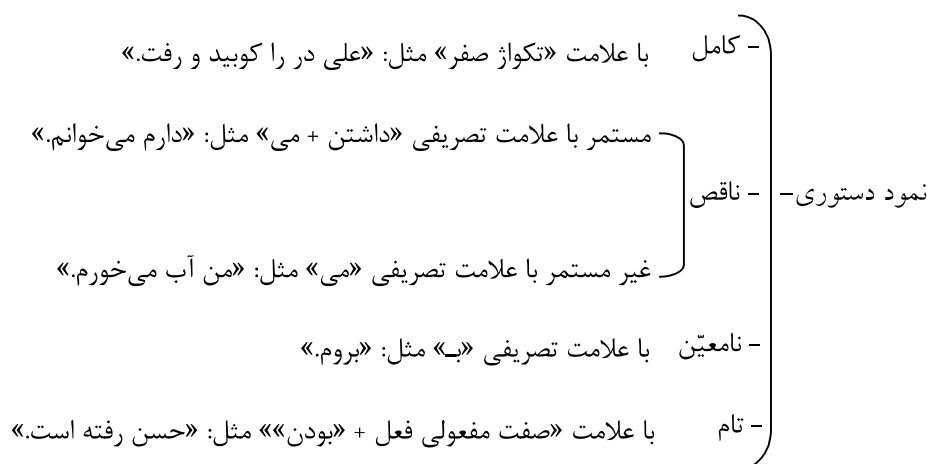 - کامل با علامت «تکواژ صفر» مثل: «علی در را کوبید و رفت.»
مستمر با علامت تصریفی «داشتن + می» مثل: «دارم می‌خوانم.»
نمود دستوری- - ناقص
غیر مستمر با علامت تصریفی «می» مثل: «من آب می‌خورم.»
- نامعیّن با علامت تصریفی «بـ» مثل: «بروم.»
- تام با علامت «صفت مفعولی فعل + «بودن»» مثل: «حسن رفته است.»